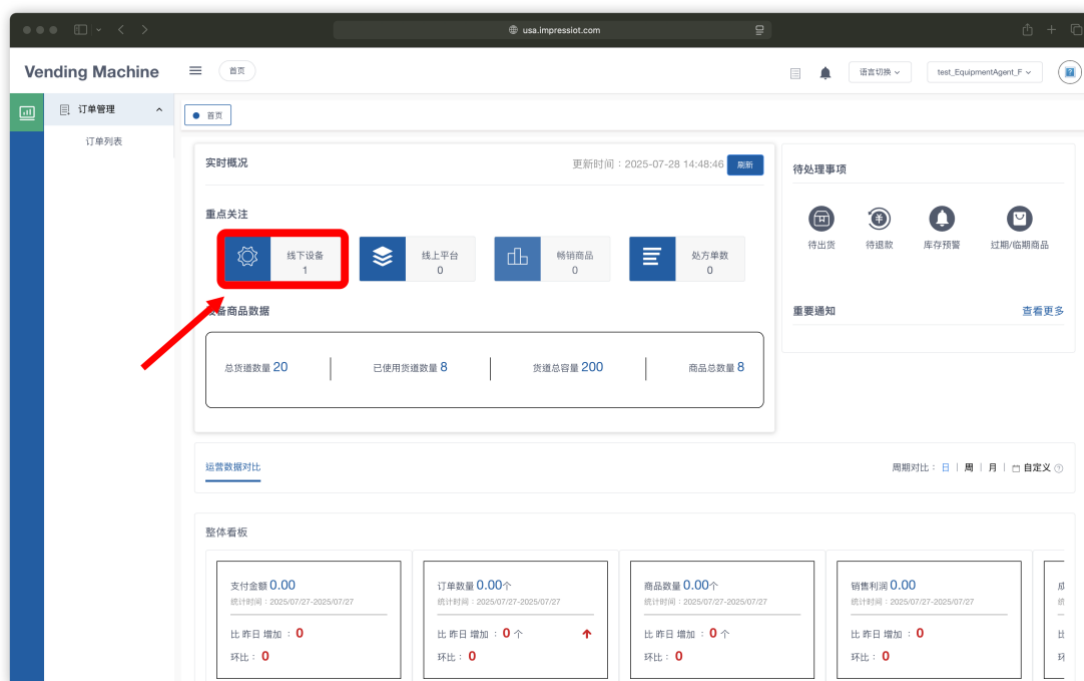 usa.impressiot.com
Vending Machine
首页
语言切换
test_EquipmentAgent_F
订单管理
订单列表
首页
实时概况
更新时间：2025-07-28 14:48:46
刷新
重点关注
线下设备
1
线上平台
0
畅销商品
0
处方单数
0
备商品数据
总货道数量 20
已使用货道数量 8
货道总容量 200
商品总数量 8
待处理事项
待出货
待退款
库存预警
过期/临期商品
重要通知
查看更多
运营数据对比
周期对比： 日 | 周 | 月 | 自定义
整体看板
支付金额 0.00
统计时间：2025/07/27-2025/07/27
比 昨日 增加 ： 0
环比： 0
订单数量 0.00个
统计时间：2025/07/27-2025/07/27
比 昨日 增加 ： 0 个
环比： 0
商品数量 0.00个
统计时间：2025/07/27-2025/07/27
比 昨日 增加 ： 0 个
环比： 0
销售利润 0.00
统计时间：2025/07/27-2025/07/27
比 昨日 增加 ： 0
环比： 0